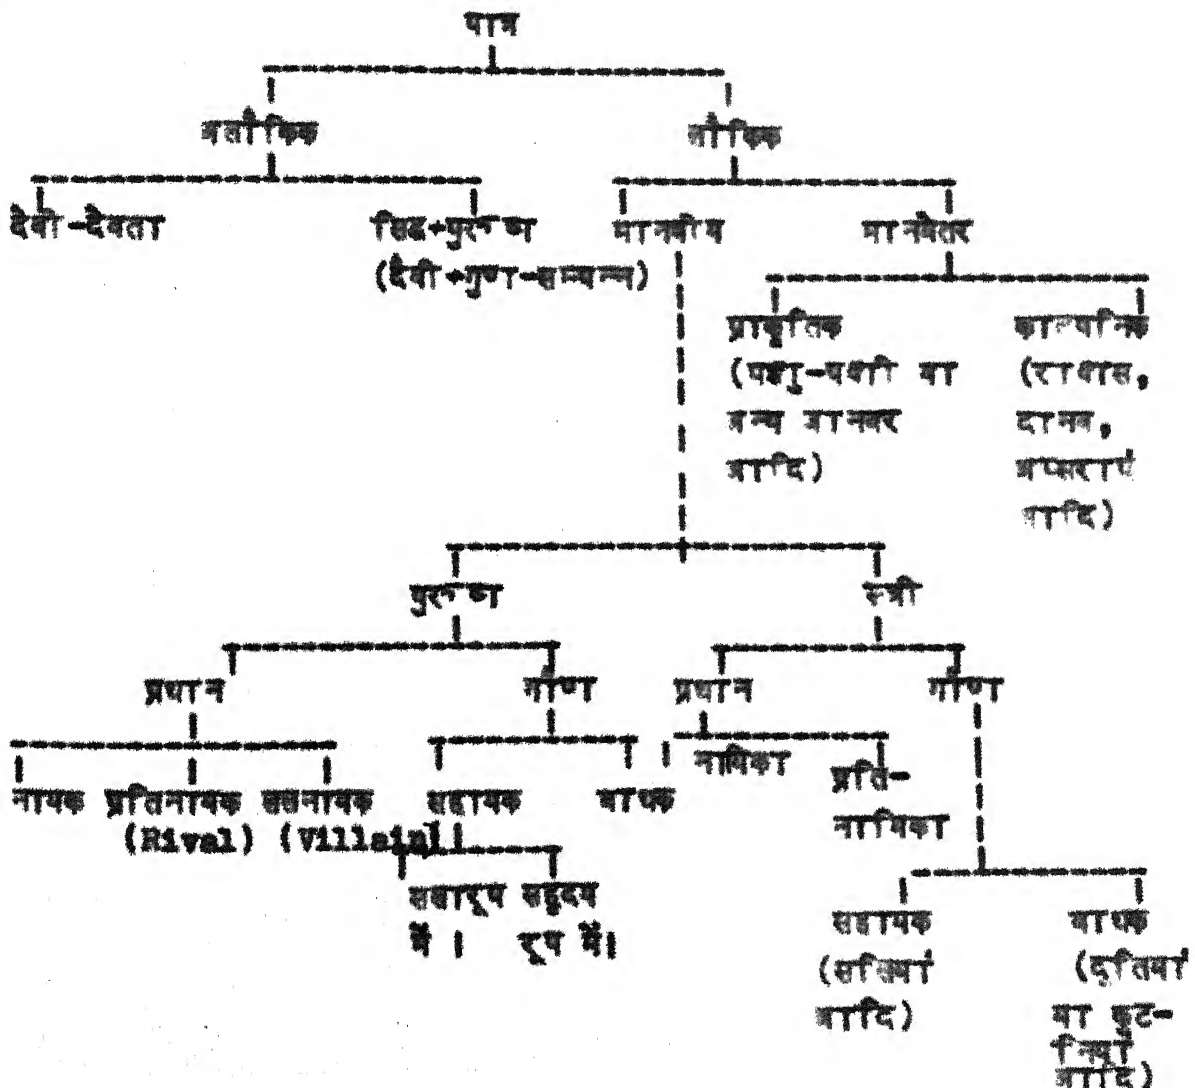 पात्र
अलौकिक लौकिक
देवी-देवता सिद्ध+पुरुष मानवीय मानवेतर
(दैवी+गुण-सम्पन्न)
प्राकृतिक काल्पनिक
(पशु-पक्षी या (राक्षस,
अन्य जानवर दानव,
आदि) अप्सराएं
आदि)
पुरुष स्त्री
प्रधान गौण प्रधान गौण
नायिका प्रति-
नायक प्रतिनायक खलनायक सहायक बाधक
(Rival) (Villain) नायिका
सखारूप सहृदय
में। रूप में।
सहायक बाधक
(सखियां (दूतियां
आदि) या कुट-
नियां
आदि)